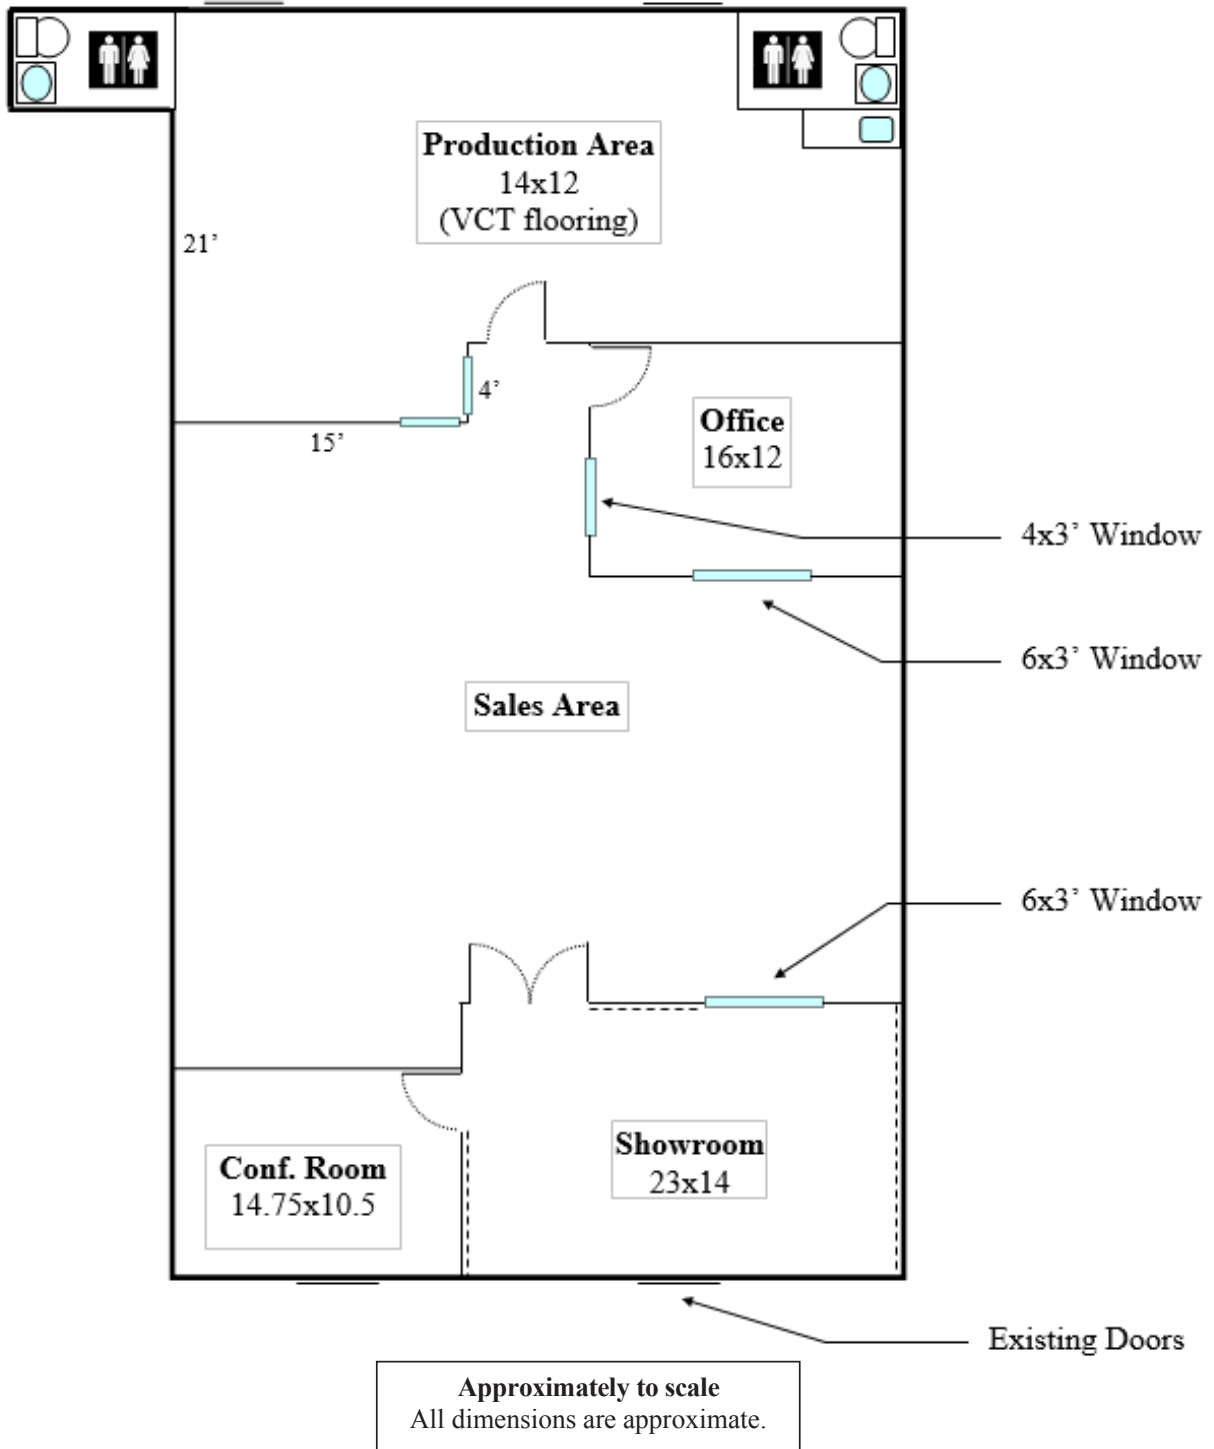 Production Area
14x12
(VCT flooring)
21’
4’
15’
Office
16x12
4x3’ Window
6x3’ Window
Sales Area
6x3’ Window
Showroom
23x14
Conf. Room
14.75x10.5
Existing Doors
Approximately to scale
All dimensions are approximate.